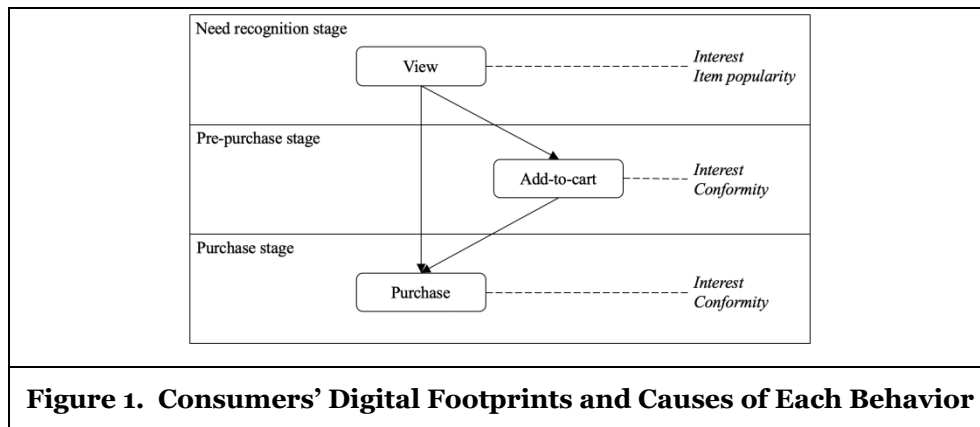 Need recognition stage
View
Interest
Item popularity
Pre-purchase stage
Add-to-cart
Interest
Conformity
Purchase stage
Purchase
Interest
Conformity
Figure 1. Consumers’ Digital Footprints and Causes of Each Behavior